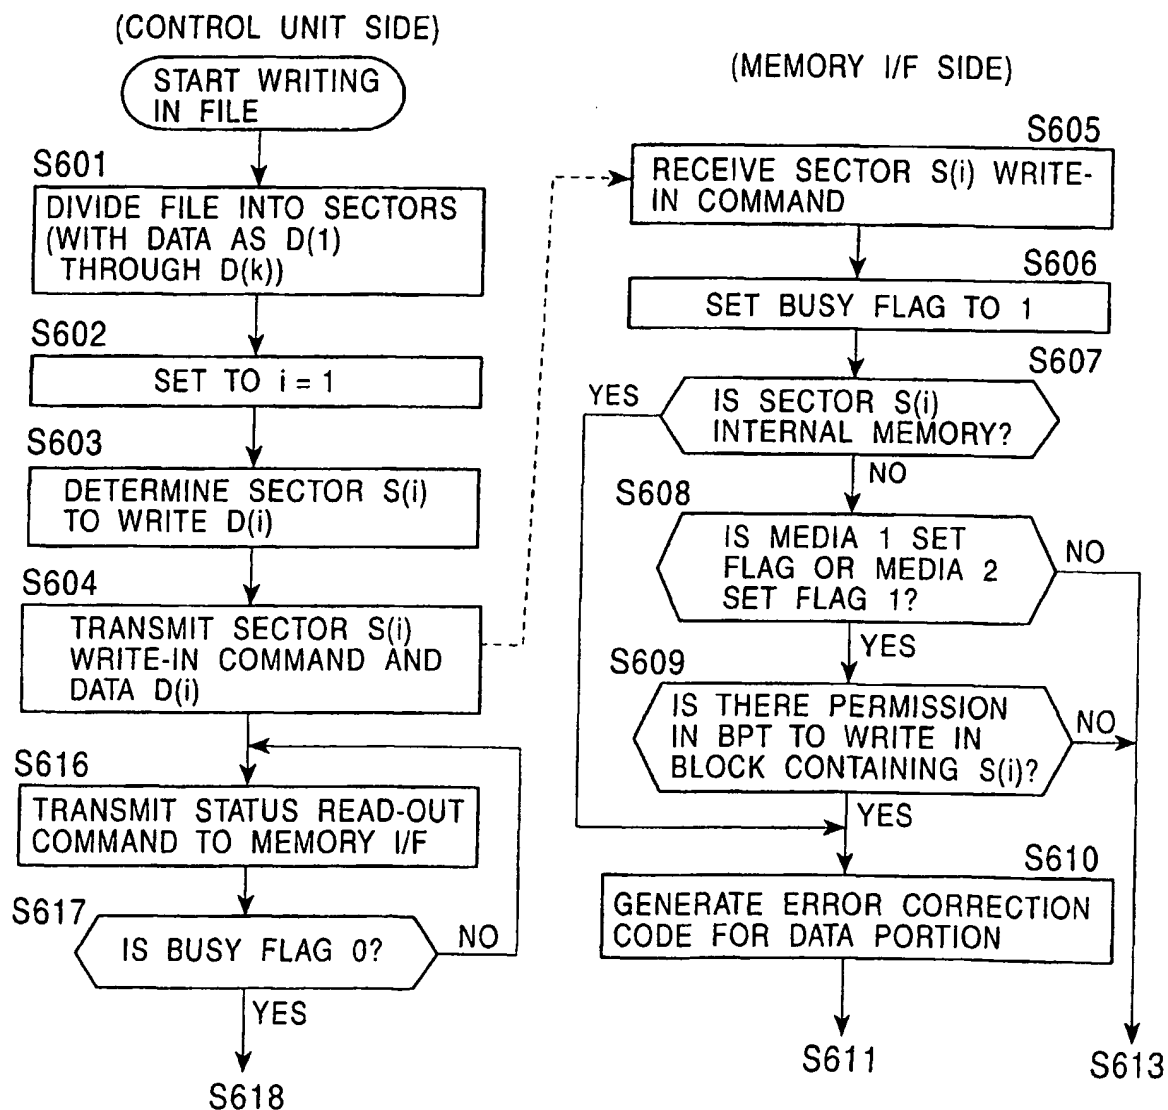 (CONTROL UNIT SIDE)
START WRITING
IN FILE
S601
DIVIDE FILE INTO SECTORS
(WITH DATA AS D(1)
THROUGH D(k))
S602
SET TO i = 1
S603
DETERMINE SECTOR S(i)
TO WRITE D(i)
S604
TRANSMIT SECTOR S(i)
WRITE-IN COMMAND AND
DATA D(i)
S616
TRANSMIT STATUS READ-OUT
COMMAND TO MEMORY I/F
S617
IS BUSY FLAG 0?
NO
YES
S618
(MEMORY I/F SIDE)
S605
RECEIVE SECTOR S(i) WRITE-
IN COMMAND
S606
SET BUSY FLAG TO 1
S607
YES
IS SECTOR S(i)
INTERNAL MEMORY?
NO
S608
IS MEDIA 1 SET
FLAG OR MEDIA 2
SET FLAG 1?
NO
YES
S609
IS THERE PERMISSION
IN BPT TO WRITE IN
BLOCK CONTAINING S(i)?
NO
YES
S610
GENERATE ERROR CORRECTION
CODE FOR DATA PORTION
S611
S613